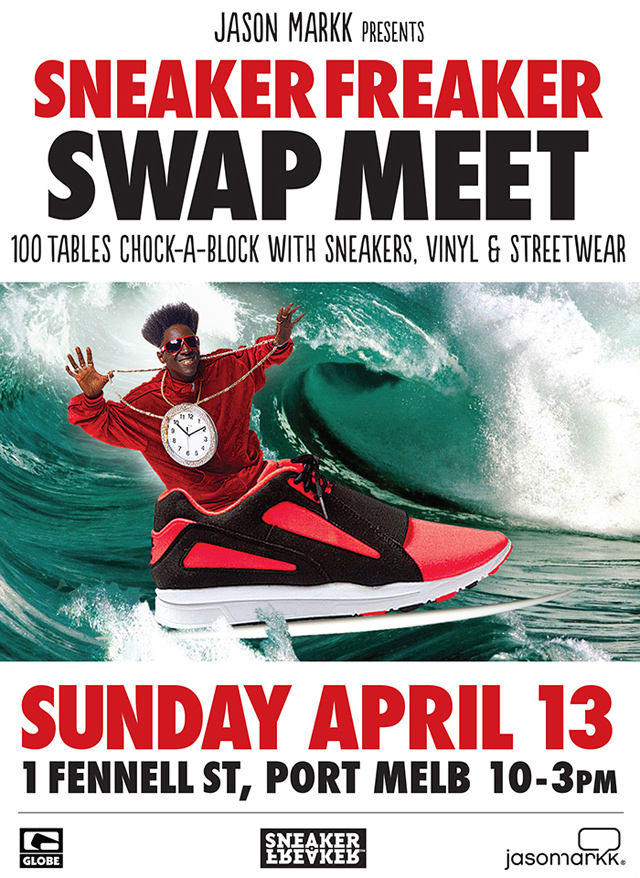 JASON MARKK PRESENTS
SNEAKER FREAKER
SWAP MEET
100 TABLES CHOCK-A-BLOCK WITH SNEAKERS, VINYL & STREETWEAR
SUNDAY APRIL 13
1 FENNELL ST, PORT MELB 10-3PM
GLOBE
SNEAKER
FREAKER
jasonmarkk®